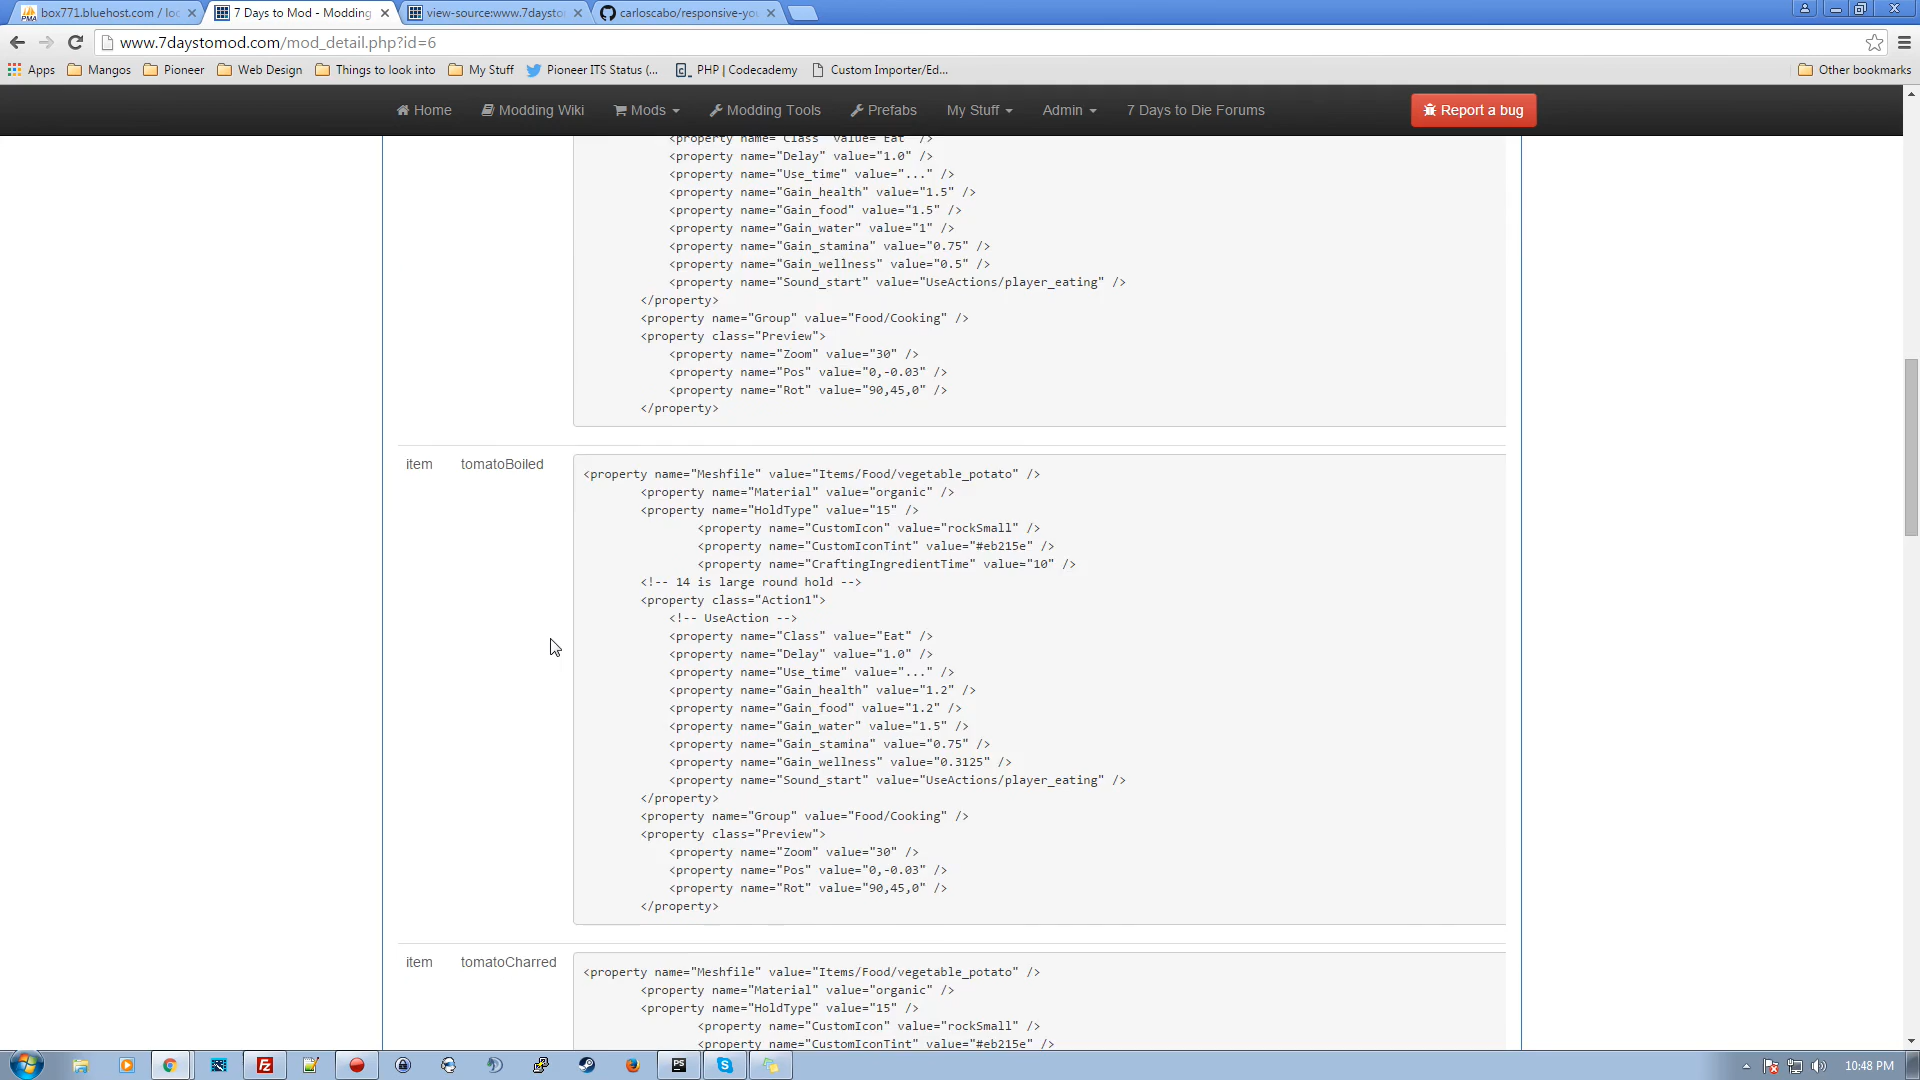 box771.bluehost.com / loc
7 Days to Mod - Modding
view-source:www.7daysto
carloscabo/responsive-yo
www.7daystomod.com/mod_detail.php?id=6
Apps Mangos Pioneer Web Design Things to look into My Stuff Pioneer ITS Status (... PHP | Codecademy Custom Importer/Ed... Other bookmarks
Home Modding Wiki Mods Modding Tools Prefabs My Stuff Admin 7 Days to Die Forums Report a bug
<property name="Class" value="Eat" />
<property name="Delay" value="1.0" />
<property name="Use_time" value="..." />
<property name="Gain_health" value="1.5" />
<property name="Gain_food" value="1.5" />
<property name="Gain_water" value="1" />
<property name="Gain_stamina" value="0.75" />
<property name="Gain_wellness" value="0.5" />
<property name="Sound_start" value="UseActions/player_eating" />
</property>
<property name="Group" value="Food/Cooking" />
<property class="Preview">
<property name="Zoom" value="30" />
<property name="Pos" value="0,-0.03" />
<property name="Rot" value="90,45,0" />
</property>
item tomatoBoiled
<property name="Meshfile" value="Items/Food/vegetable_potato" />
<property name="Material" value="organic" />
<property name="HoldType" value="15" />
<property name="CustomIcon" value="rockSmall" />
<property name="CustomIconTint" value="#eb215e" />
<property name="CraftingIngredientTime" value="10" />
<!-- 14 is large round hold -->
<property class="Action1">
<!-- UseAction -->
<property name="Class" value="Eat" />
<property name="Delay" value="1.0" />
<property name="Use_time" value="..." />
<property name="Gain_health" value="1.2" />
<property name="Gain_food" value="1.2" />
<property name="Gain_water" value="1.5" />
<property name="Gain_stamina" value="0.75" />
<property name="Gain_wellness" value="0.3125" />
<property name="Sound_start" value="UseActions/player_eating" />
</property>
<property name="Group" value="Food/Cooking" />
<property class="Preview">
<property name="Zoom" value="30" />
<property name="Pos" value="0,-0.03" />
<property name="Rot" value="90,45,0" />
</property>
item tomatoCharred
<property name="Meshfile" value="Items/Food/vegetable_potato" />
<property name="Material" value="organic" />
<property name="HoldType" value="15" />
<property name="CustomIcon" value="rockSmall" />
<property name="CustomIconTint" value="#eb215e" />
10:48 PM